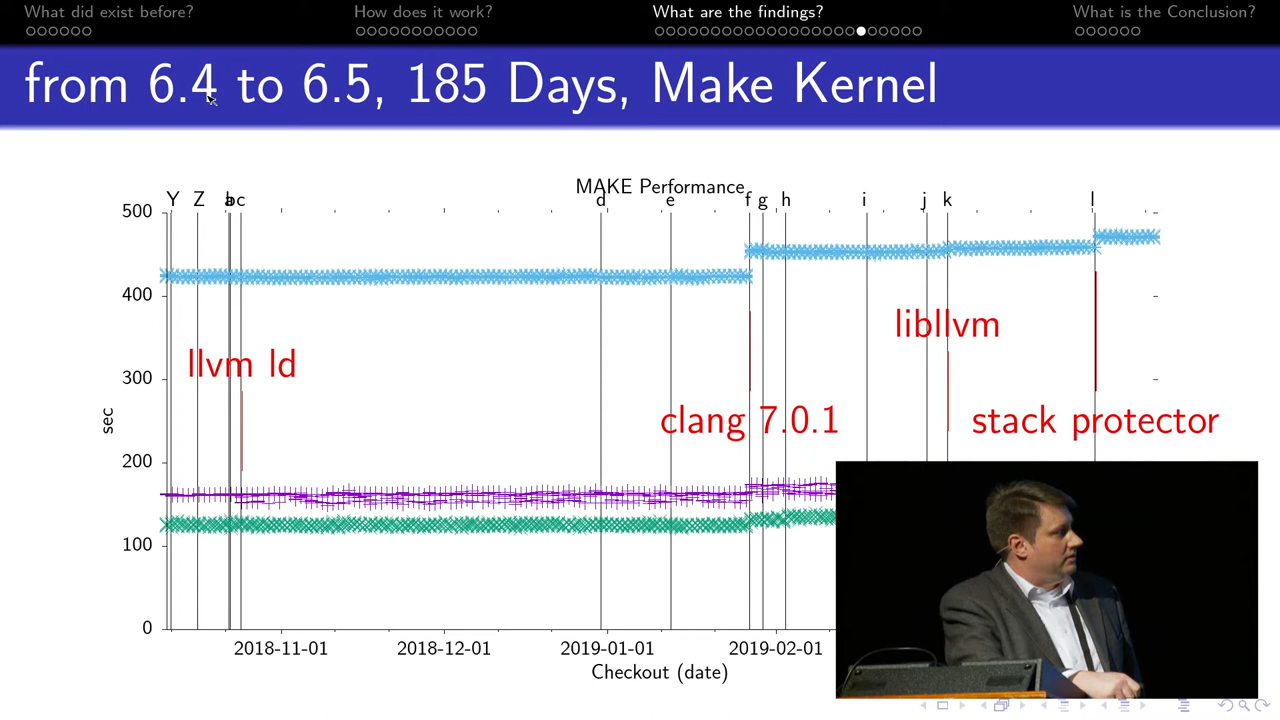 What did exist before?
How does it work?
What are the findings?
What is the Conclusion?
from 6.4 to 6.5, 185 Days, Make Kernel
MAKE Performance
Y Z a b c d e f g h i j k l
500
400
300
200
100
0
sec
llvm ld
clang 7.0.1
libllvm
stack protector
2018-11-01 2018-12-01 2019-01-01 2019-02-01
Checkout (date)